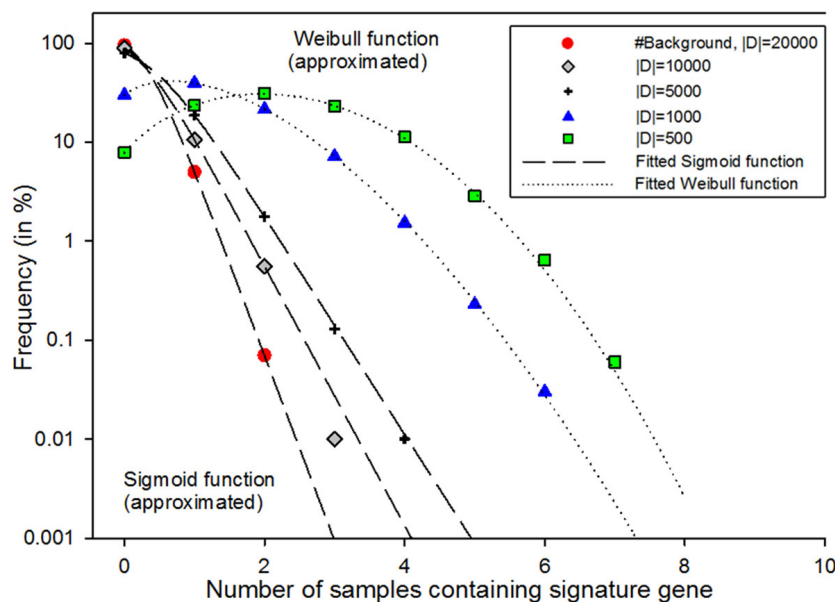 Weibull function
(approximated)
#Background, |D|=20000
|D|=10000
|D|=5000
|D|=1000
|D|=500
Fitted Sigmoid function
Fitted Weibull function
Frequency (in %)
100
10
1
0.1
0.01
0.001
Sigmoid function
(approximated)
0 2 4 6 8 10
Number of samples containing signature gene